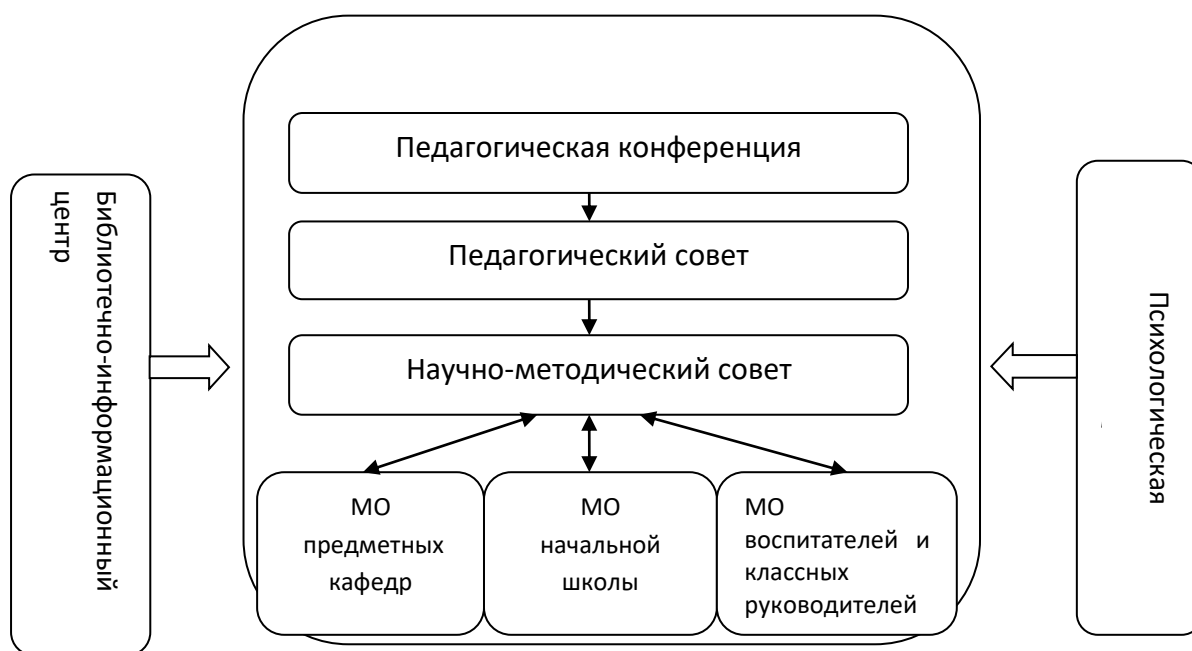 Педагогическая конференция
Библиотечно-информационный
центр
Педагогический совет
Научно-методический совет
Психологическая
МО
предметных
кафедр
МО
начальной
школы
МО
воспитателей и
классных
руководителей